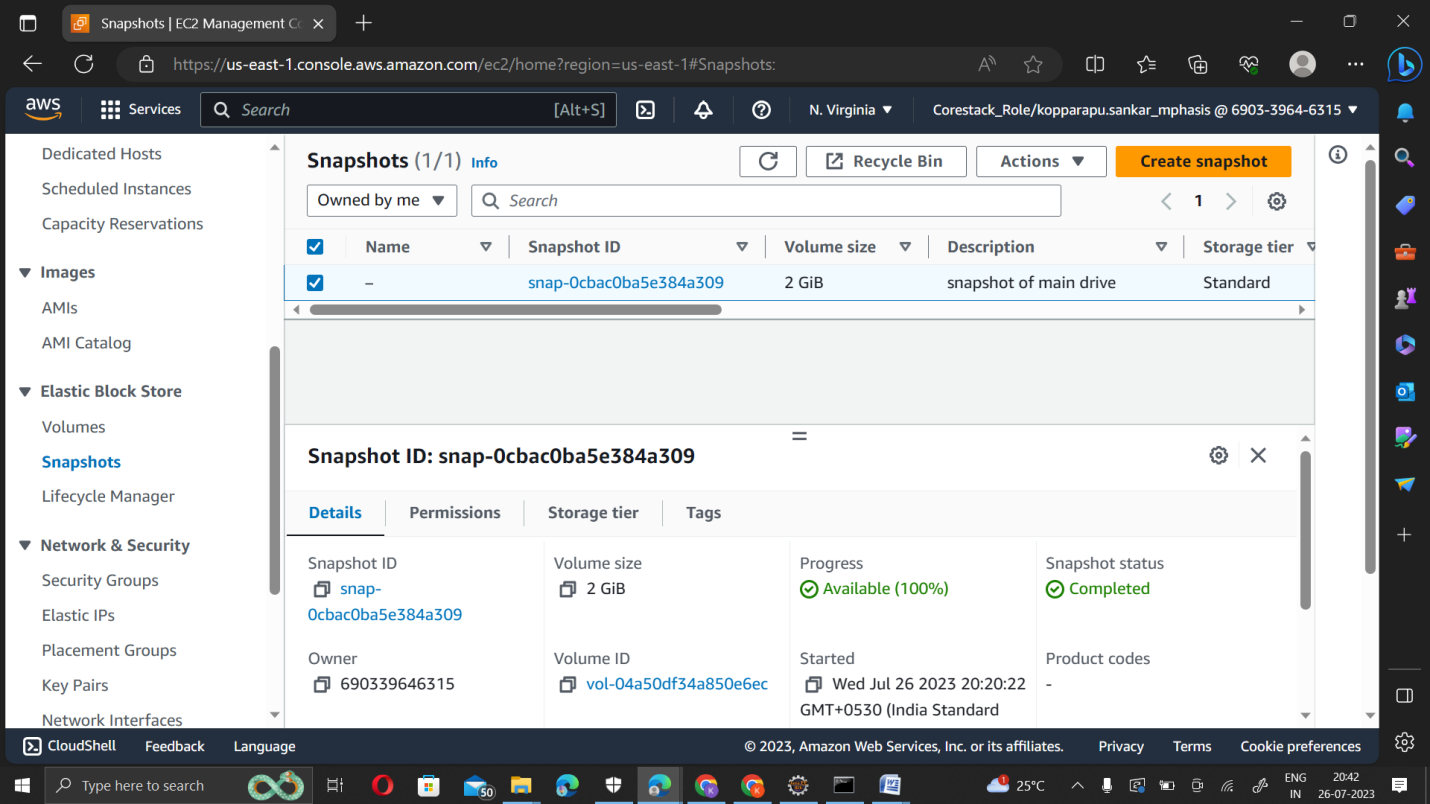 Snapshots | EC2 Management Co
https://us-east-1.console.aws.amazon.com/ec2/home?region=us-east-1#Snapshots:
aws Services Search [Alt+S] N. Virginia ▼ Corestack_Role/kopparapu.sankar_mphasis @ 6903-3964-6315 ▼
Dedicated Hosts
Scheduled Instances
Capacity Reservations
Images
AMIs
AMI Catalog
Elastic Block Store
Volumes
Snapshots
Lifecycle Manager
Network & Security
Security Groups
Elastic IPs
Placement Groups
Key Pairs
Network Interfaces
Snapshots (1/1) Info
Recycle Bin Actions ▼ Create snapshot
Owned by me ▼ Search 1
Name Snapshot ID Volume size Description Storage tier
– snap-0cbac0ba5e384a309 2 GiB snapshot of main drive Standard
Snapshot ID: snap-0cbac0ba5e384a309
Details Permissions Storage tier Tags
Snapshot ID
snap-
0cbac0ba5e384a309
Volume size
2 GiB
Progress
Available (100%)
Snapshot status
Completed
Owner
690339646315
Volume ID
vol-04a50df34a850e6ec
Started
Wed Jul 26 2023 20:20:22
GMT+0530 (India Standard
Product codes
-
CloudShell Feedback Language © 2023, Amazon Web Services, Inc. or its affiliates. Privacy Terms Cookie preferences
Type here to search 50 1 25°C ENG 20:42
IN 26-07-2023